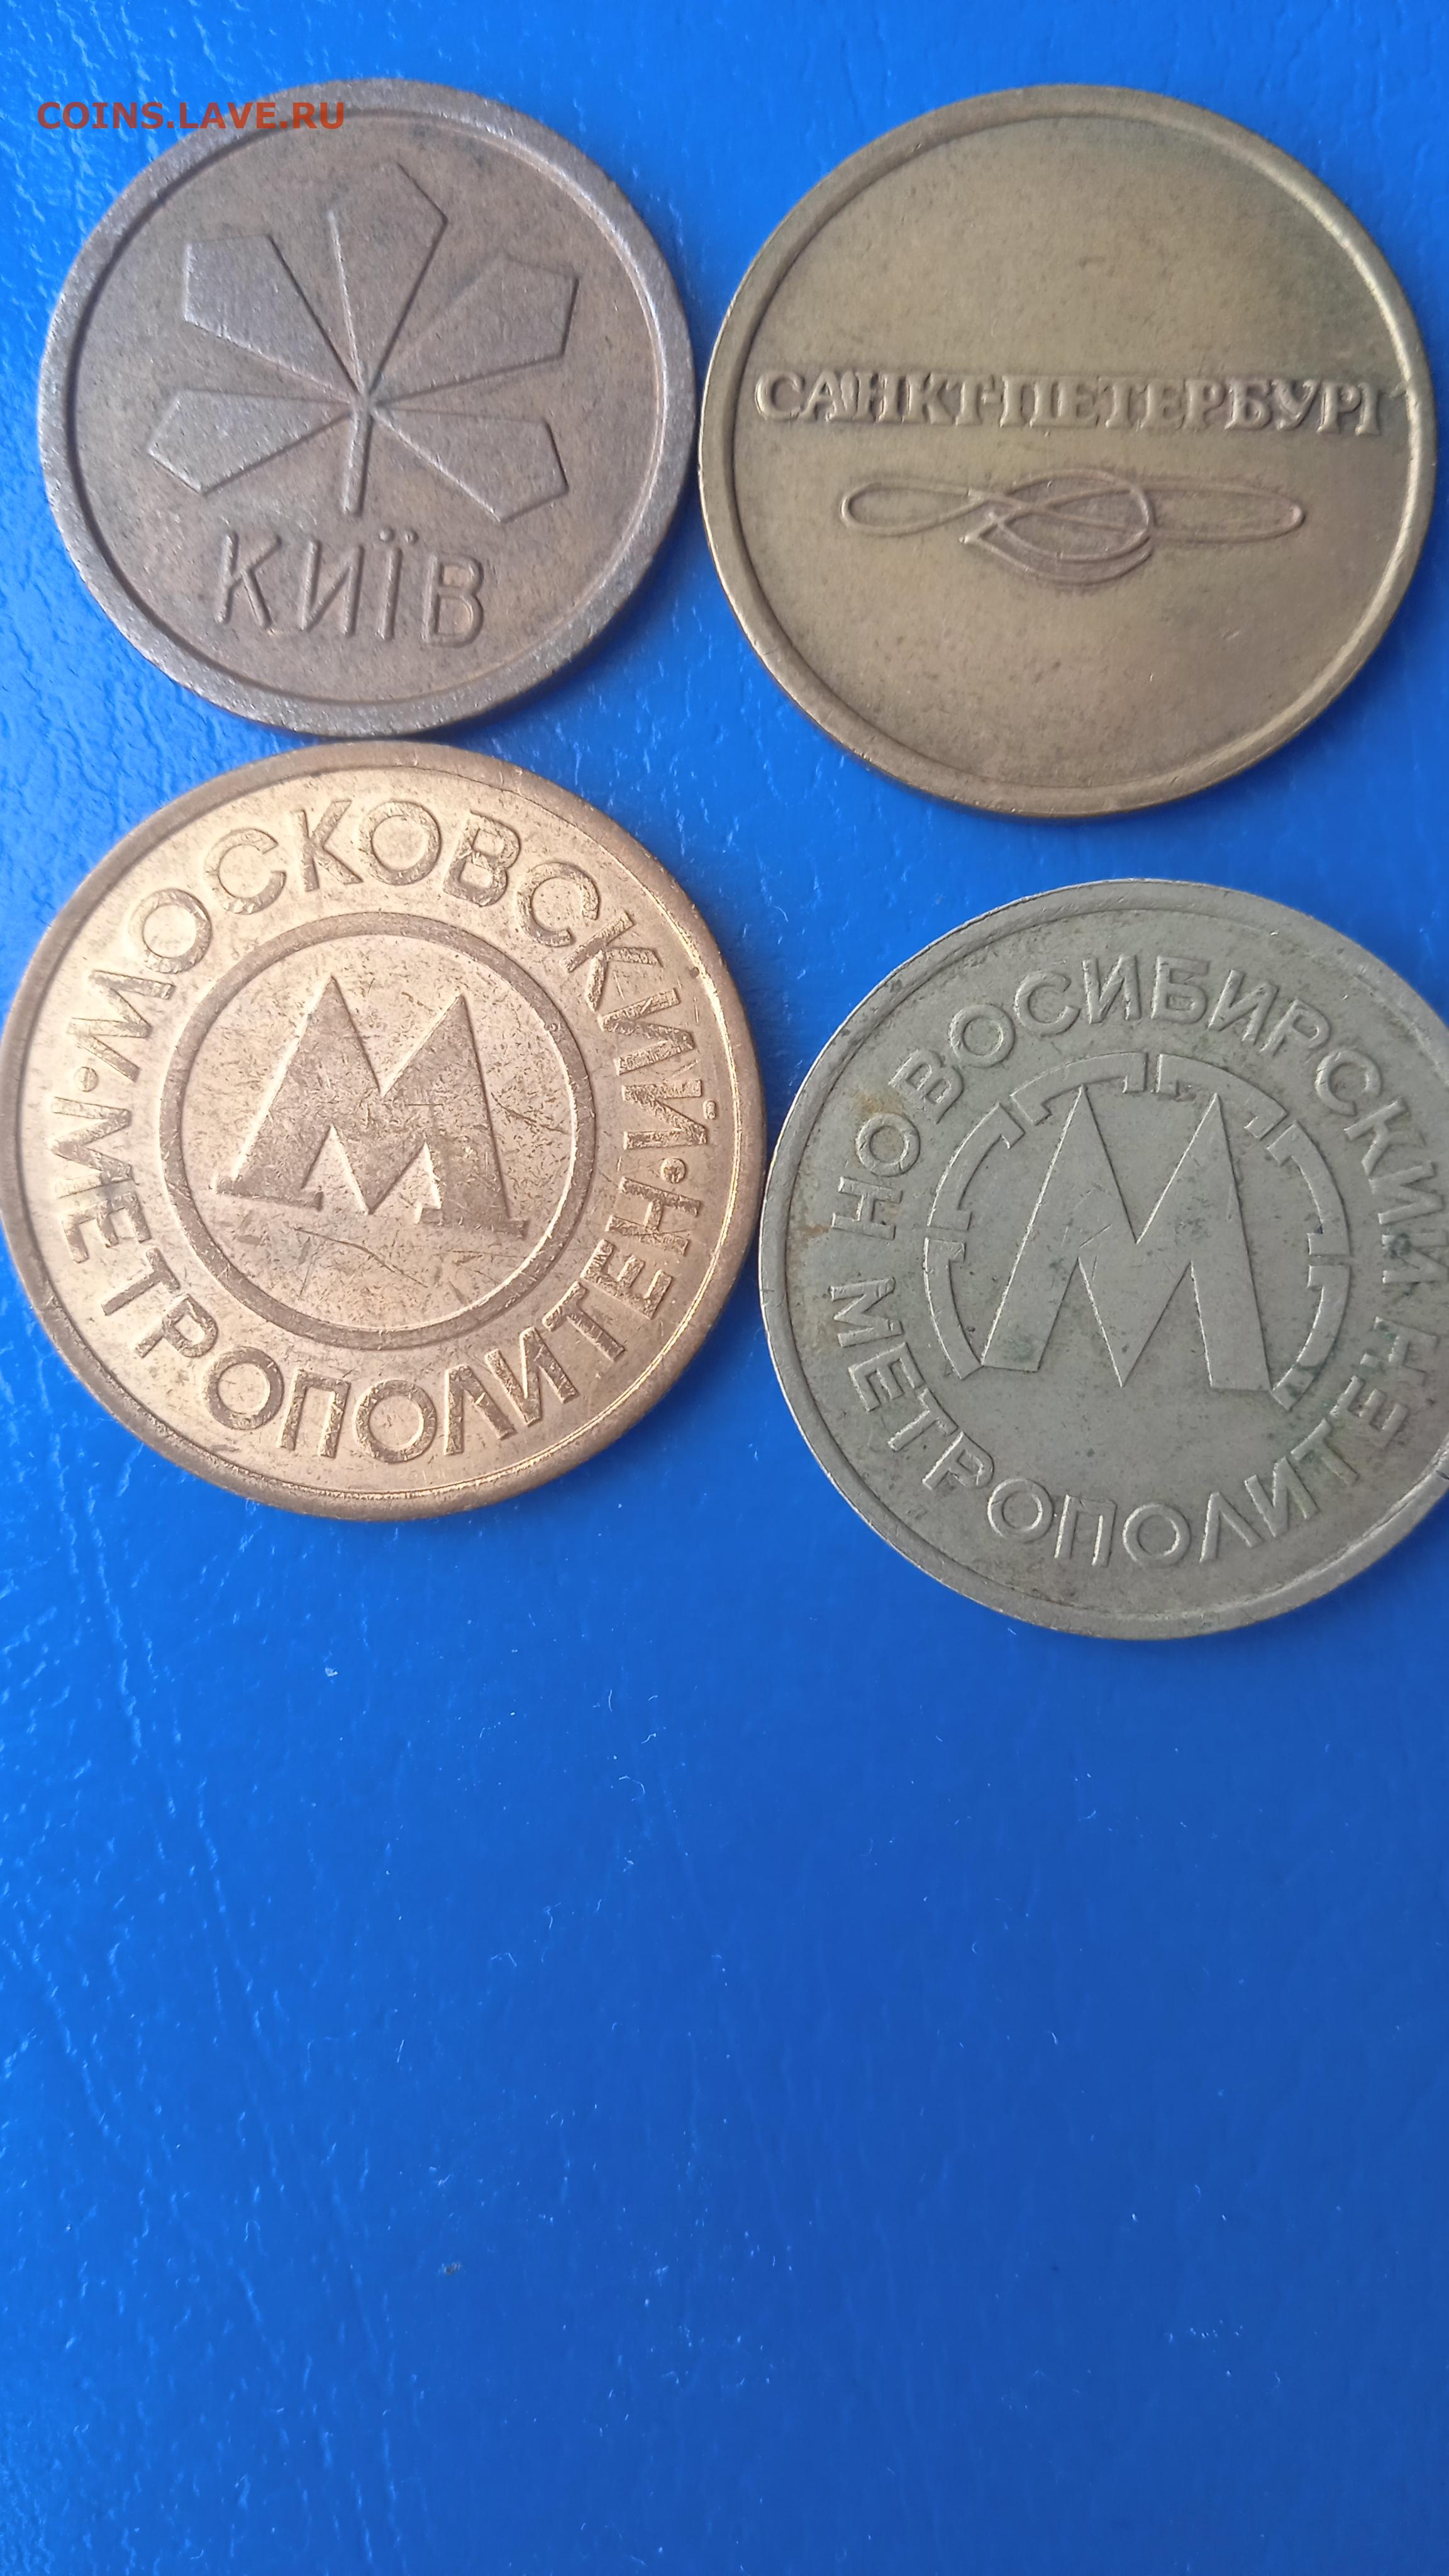 COINS.LAVE.RU
КИЇВ
САНКТ-ПЕТЕРБУРГ
• МОСКОВСКИЙ •
МЕТРОПОЛИТЕН
М
НОВОСИБИРСКИЙ
МЕТРОПОЛИТЕН
М